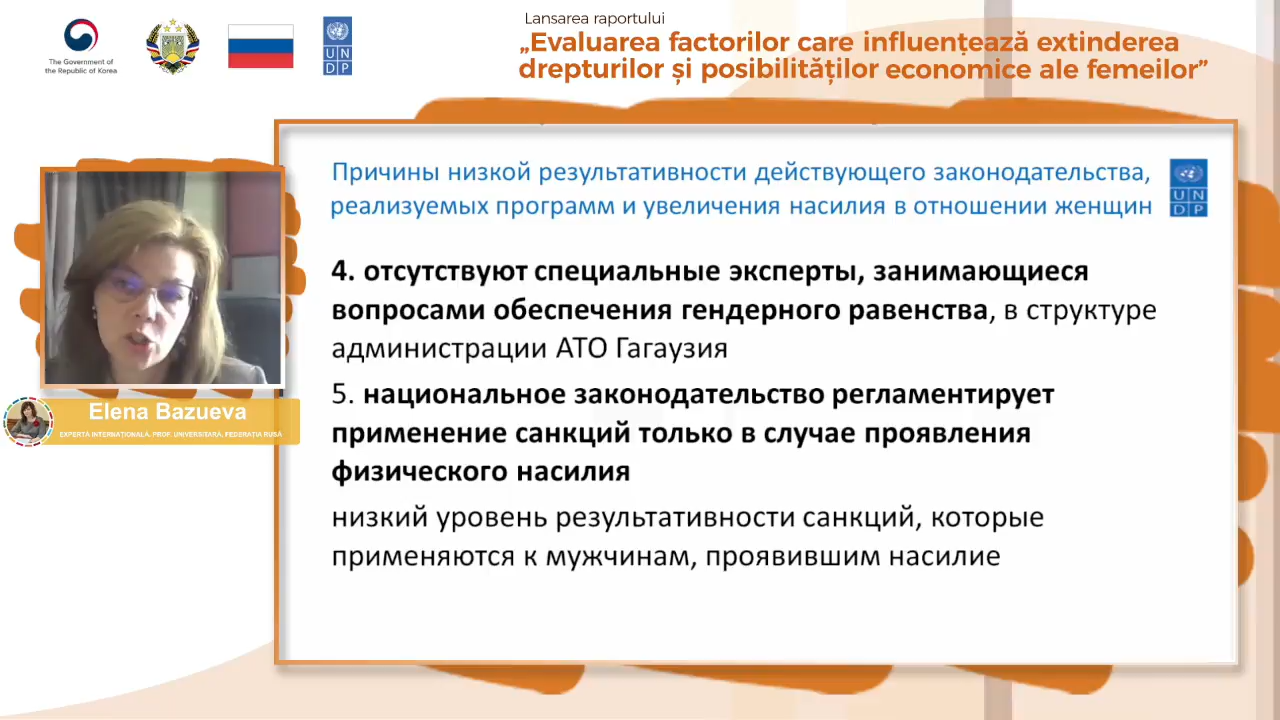 The Government of
the Republic of Korea
U N
D P
Lansarea raportului
„Evaluarea factorilor care influențează extinderea
drepturilor și posibilităților economice ale femeilor”
Причины низкой результативности действующего законодательства,
реализуемых программ и увеличения насилия в отношении женщин
U N
D P
4. отсутствуют специальные эксперты, занимающиеся
вопросами обеспечения гендерного равенства, в структуре
администрации АТО Гагаузия
5. национальное законодательство регламентирует
применение санкций только в случае проявления
физического насилия
низкий уровень результативности санкций, которые
применяются к мужчинам, проявившим насилие
Elena Bazueva
EXPERTĂ INTERNAȚIONALĂ, PROF. UNIVERSITARĂ, FEDERAȚIA RUSĂ